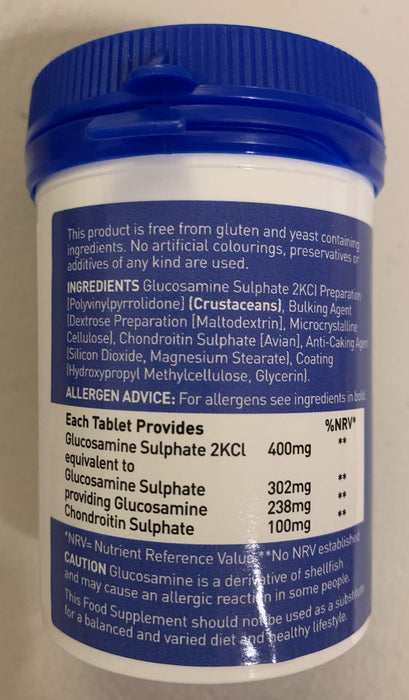 This product is free from gluten and yeast containing
ingredients. No artificial colourings, preservatives or
additives of any kind are used.
INGREDIENTS Glucosamine Sulphate 2KCl Preparation
[Polyvinylpyrrolidone] (Crustaceans), Bulking Agent
(Dextrose Preparation [Maltodextrin], Microcrystalline
Cellulose), Chondroitin Sulphate [Avian], Anti-Caking Agent
(Silicon Dioxide, Magnesium Stearate), Coating
(Hydroxypropyl Methylcellulose, Glycerin).
ALLERGEN ADVICE: For allergens see ingredients in bold
Each Tablet Provides %NRV*
Glucosamine Sulphate 2KCl 400mg **
equivalent to
Glucosamine Sulphate 302mg **
providing Glucosamine 238mg **
Chondroitin Sulphate 100mg **
*NRV= Nutrient Reference Value **No NRV established
CAUTION Glucosamine is a derivative of shellfish
and may cause an allergic reaction in some people.
This Food Supplement should not be used as a substitute
for a balanced and varied diet and healthy lifestyle.